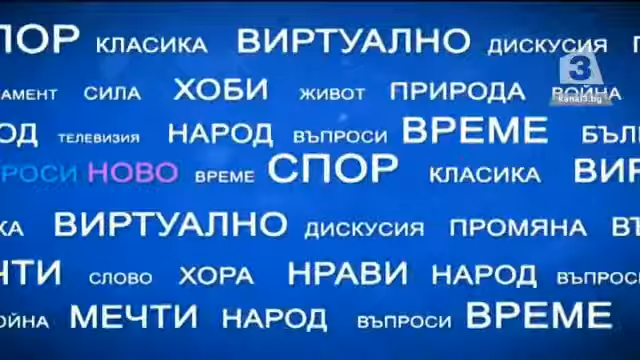 ПОР КЛАСИКА ВИРТУАЛНО ДИСКУСИЯ
3
АМЕНТ СИЛА ХОБИ ЖИВОТ ПРИРОДА ВОЙНА
kanal3.bg
ОД ТЕЛЕВИЗИЯ НАРОД ВЪПРОСИ ВРЕМЕ БЪЛ
РОСИ НОВО ВРЕМЕ СПОР КЛАСИКА ВИР
КА ВИРТУАЛНО ДИСКУСИЯ ПРОМЯНА ВЪ
ЧТИ СЛОВО ХОРА НРАВИ НАРОД ВЪПРОСИ
ОЙНА МЕЧТИ НАРОД ВЪПРОСИ ВРЕМЕ